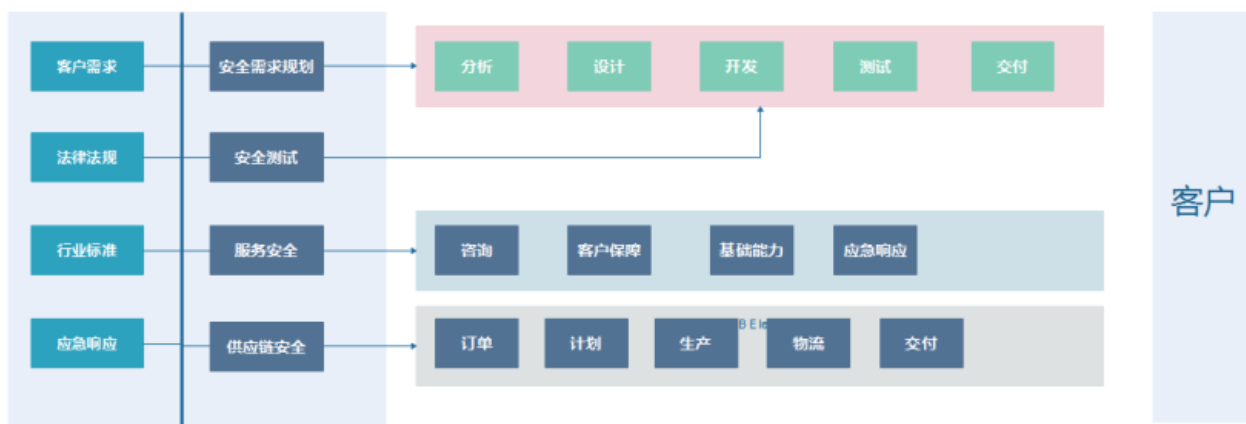 客户需求
安全需求规划
分析
设计
开发
测试
交付
法律法规
安全测试
客户
行业标准
服务安全
咨询
客户保障
基础能力
应急响应
应急响应
供应链安全
订单
计划
生产
物流
交付